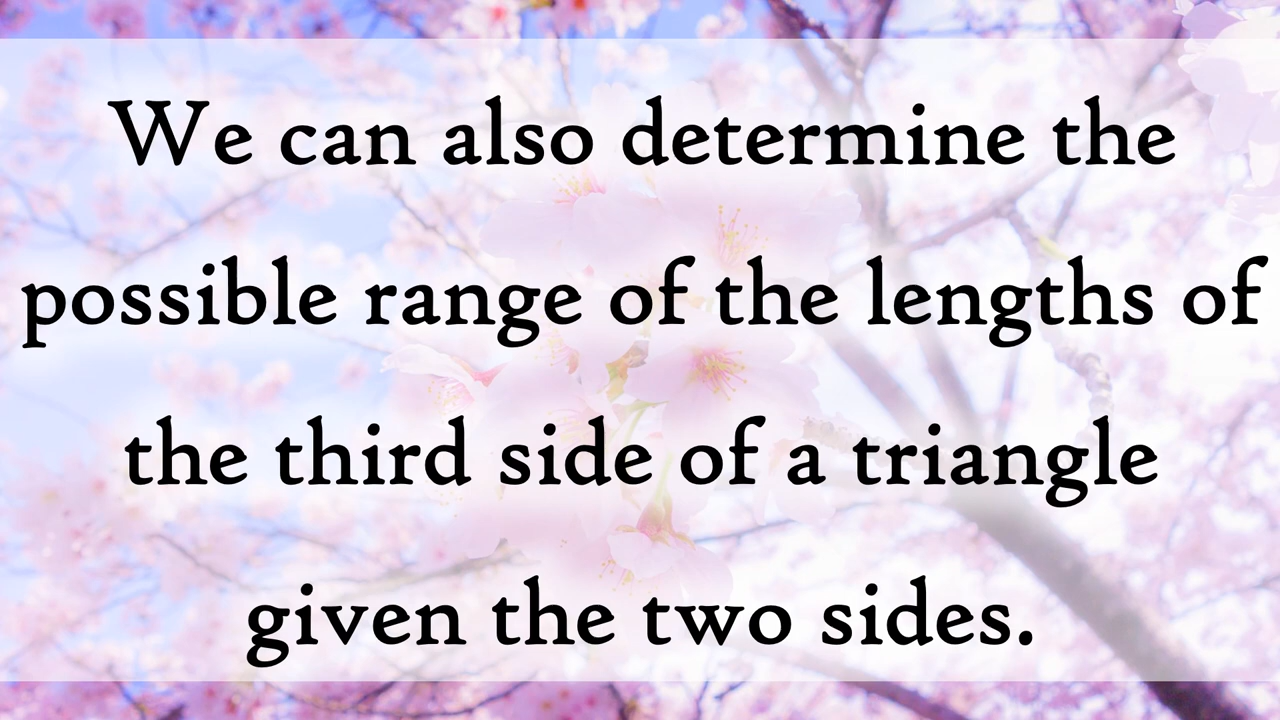 We can also determine the
possible range of the lengths of
the third side of a triangle
given the two sides.